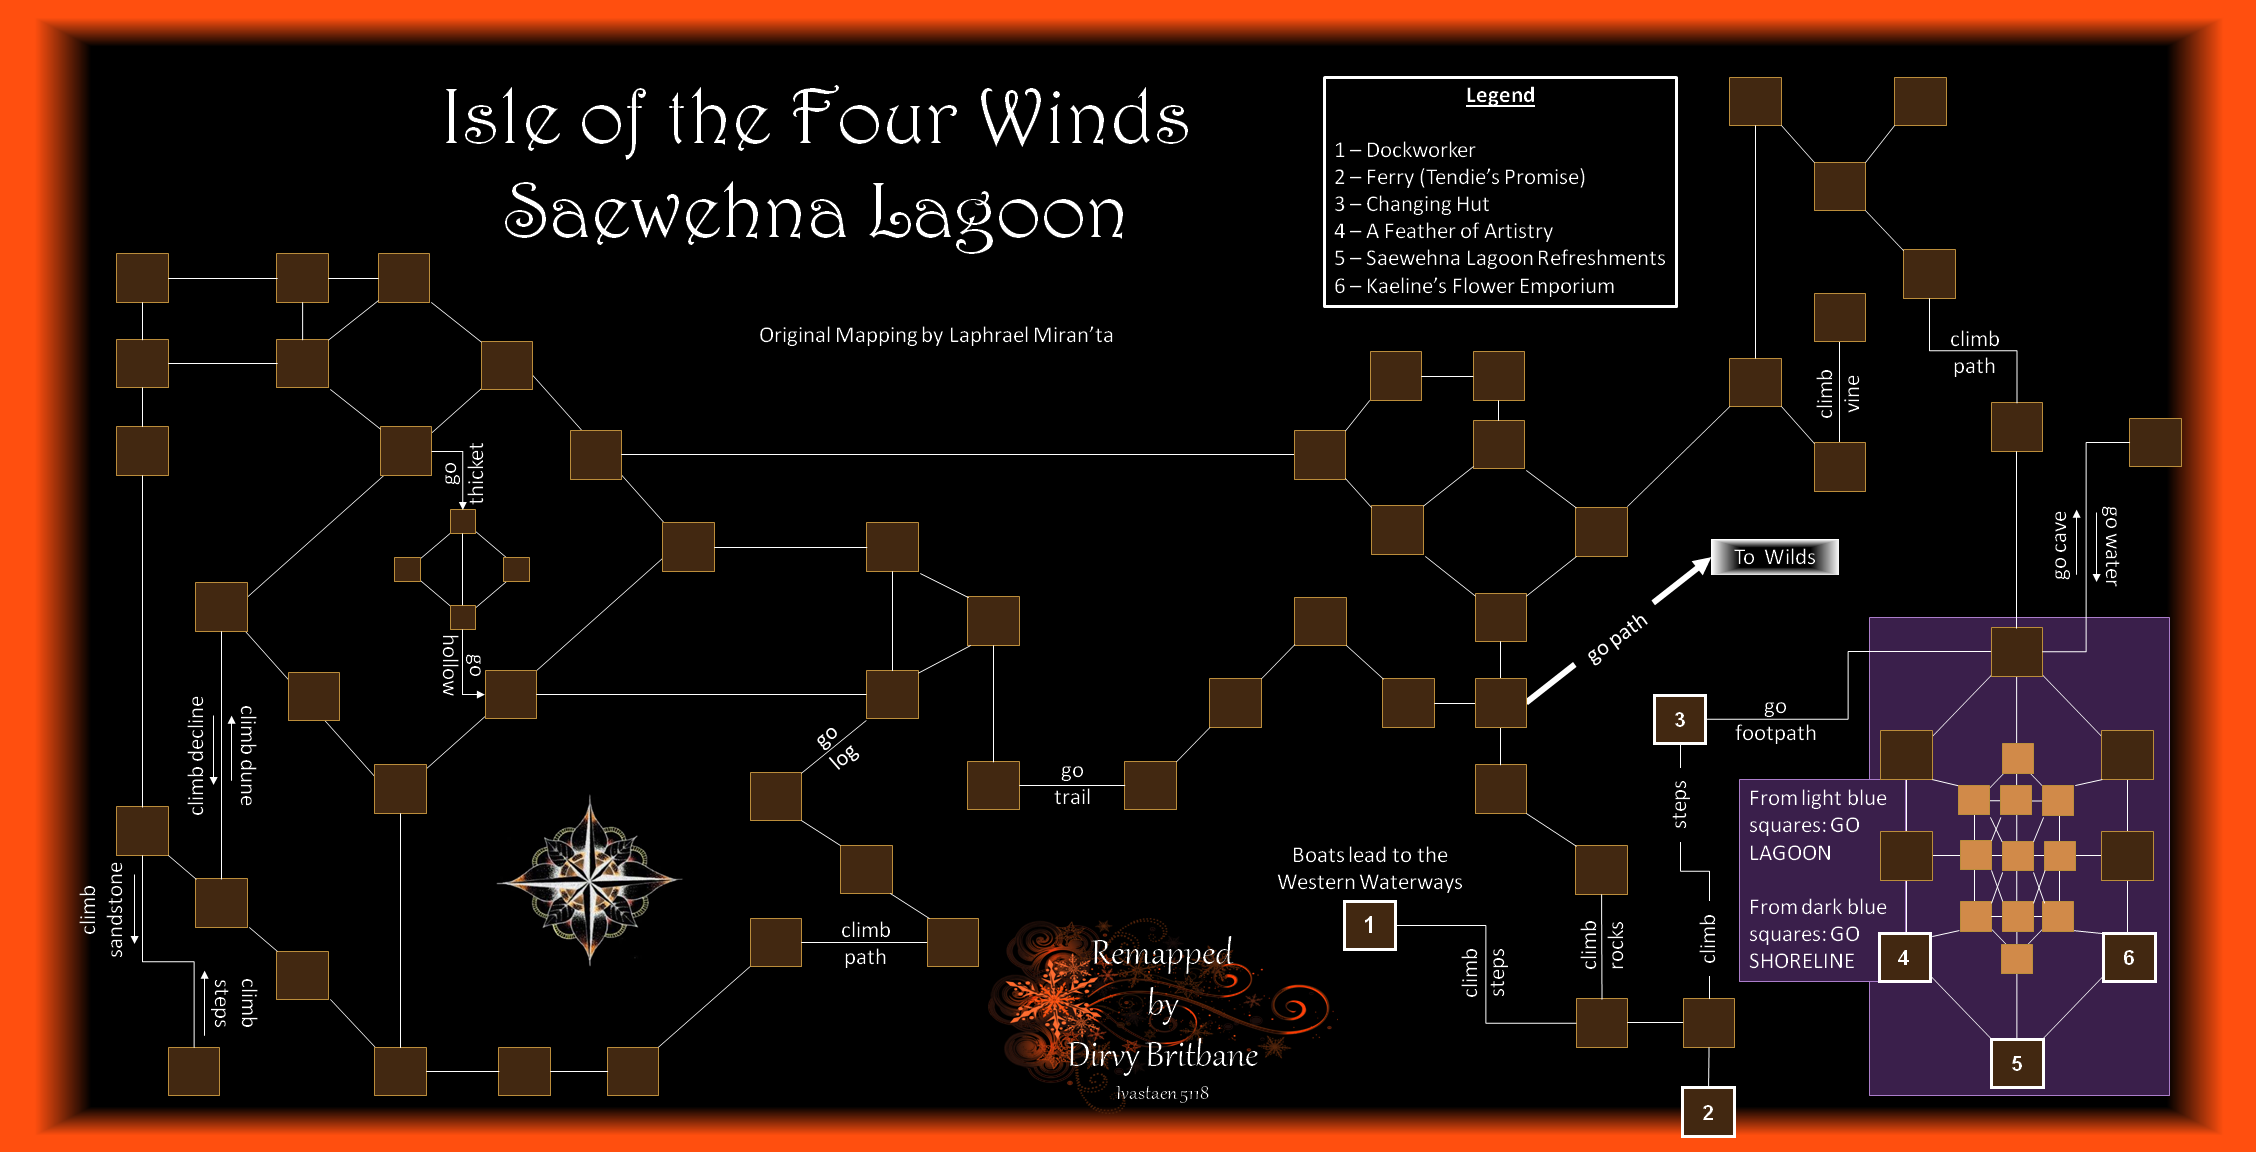 Isle of the Four Winds
Saewehna Lagoon
Original Mapping by Laphrael Miran'ta
Legend
1 – Dockworker
2 – Ferry (Tendie's Promise)
3 – Changing Hut
4 – A Feather of Artistry
5 – Saewehna Lagoon Refreshments
6 – Kaeline's Flower Emporium
climb
path
climb
vine
go
thicket
go cave
go water
To Wilds
go path
go
hollow
climb decline
climb dune
go
log
go
trail
3
go
footpath
steps
climb
From light blue
squares: GO
LAGOON
From dark blue
squares: GO
SHORELINE
4
6
5
Boats lead to the
Western Waterways
1
climb
steps
climb
rocks
2
climb
sandstone
climb
steps
climb
path
Remapped
by
Dirvy Britbane
Ivastaen 5118